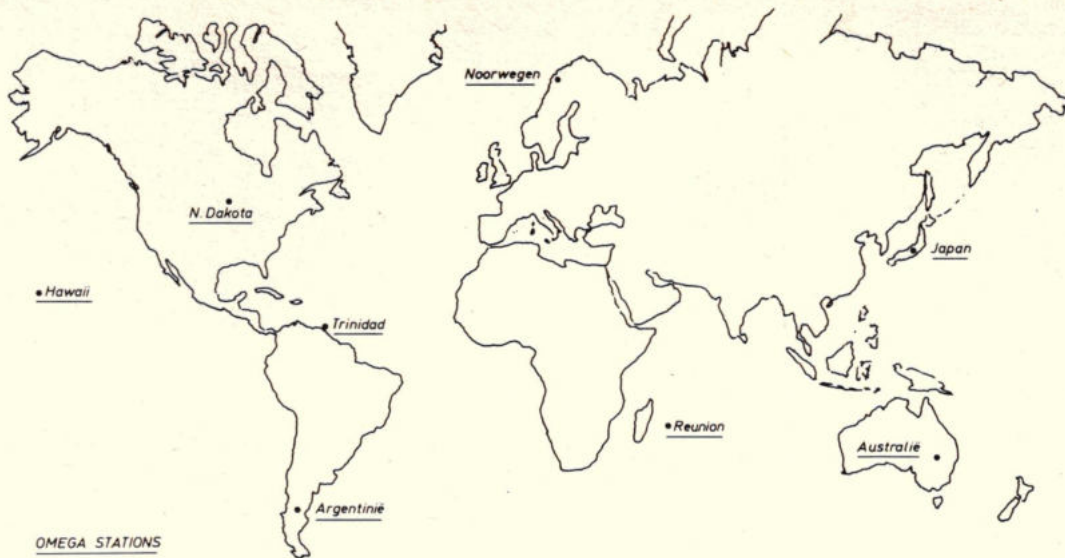 Noorwegen
N. Dakota
Japan
Hawaii
Trinidad
Reunion
Australië
Argentinië
OMEGA STATIONS